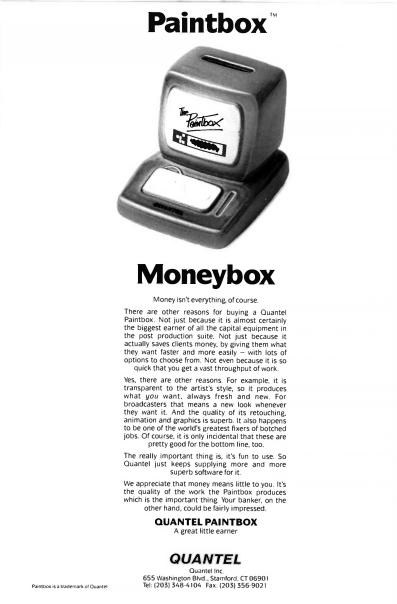 Paintbox™
The
Paintbox
QUANTEL
Moneybox
Money isn't everything, of course.
There are other reasons for buying a Quantel
Paintbox. Not just because it is almost certainly
the biggest earner of all the capital equipment in
the post production suite. Not just because it
actually saves clients money, by giving them what
they want faster and more easily – with lots of
options to choose from. Not even because it is so
quick that you get a vast throughput of work.
Yes, there are other reasons. For example, it is
transparent to the artist's style, so it produces
what you want, always fresh and new. For
broadcasters that means a new look whenever
they want it. And the quality of its retouching,
animation and graphics is superb. It also happens
to be one of the world's greatest fixers of botched
jobs. Of course, it is only incidental that these are
pretty good for the bottom line, too.
The really important thing is, it's fun to use. So
Quantel just keeps supplying more and more
superb software for it.
We appreciate that money means little to you. It's
the quality of the work the Paintbox produces
which is the important thing. Your banker, on the
other hand, could be fairly impressed.
QUANTEL PAINTBOX
A great little earner
QUANTEL
Quantel Inc
655 Washington Blvd., Stamford, CT 06901
Tel: (203) 348-4104 Fax: (203) 356-9021
Paintbox is a trademark of Quantel